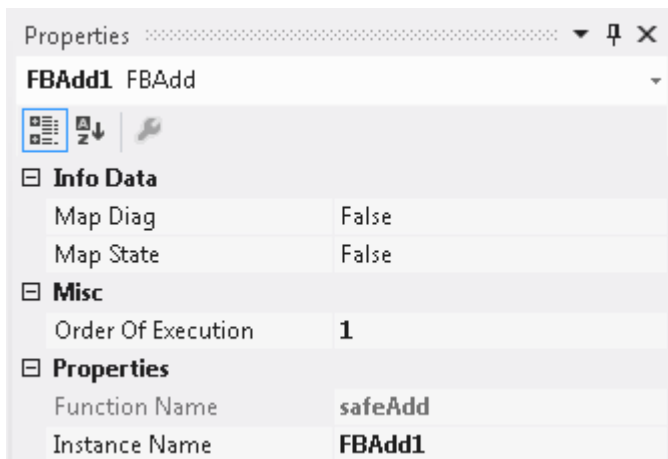 Properties
FBAdd1 FBAdd
Info Data
Map Diag False
Map State False
Misc
Order Of Execution 1
Properties
Function Name safeAdd
Instance Name FBAdd1